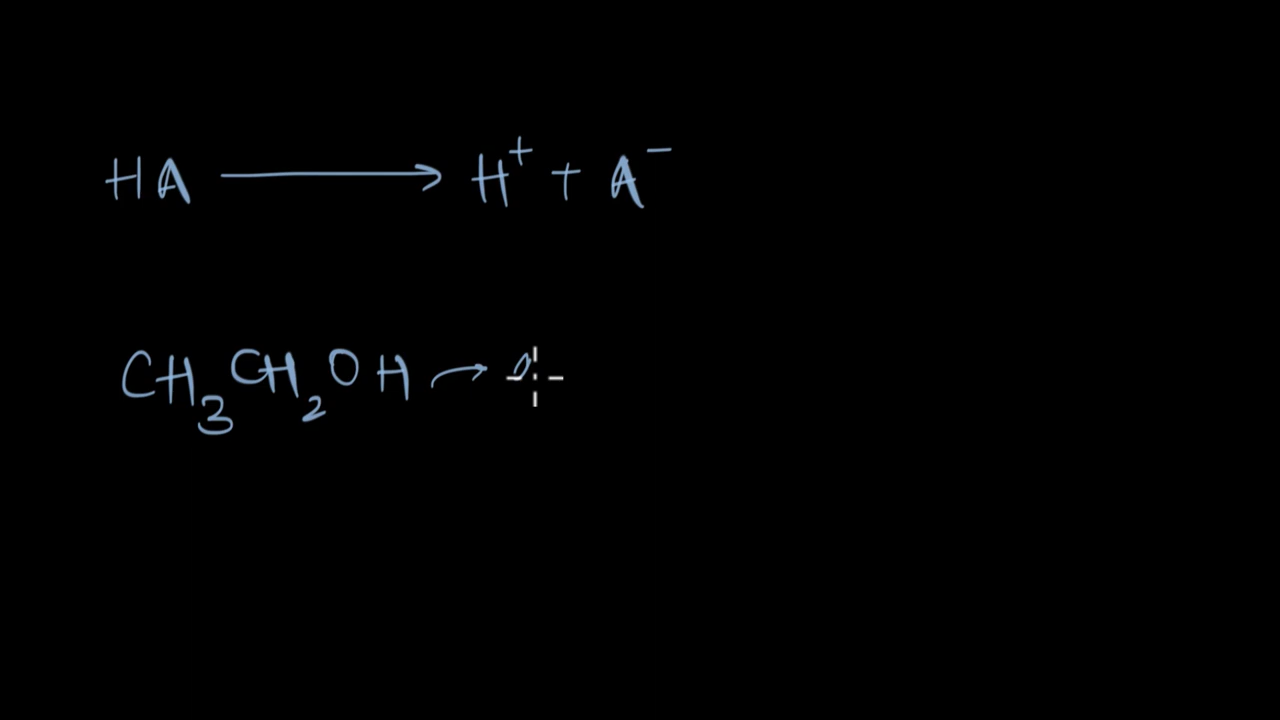 HA ⟶ H⁺ + A⁻
CH₃CH₂OH →